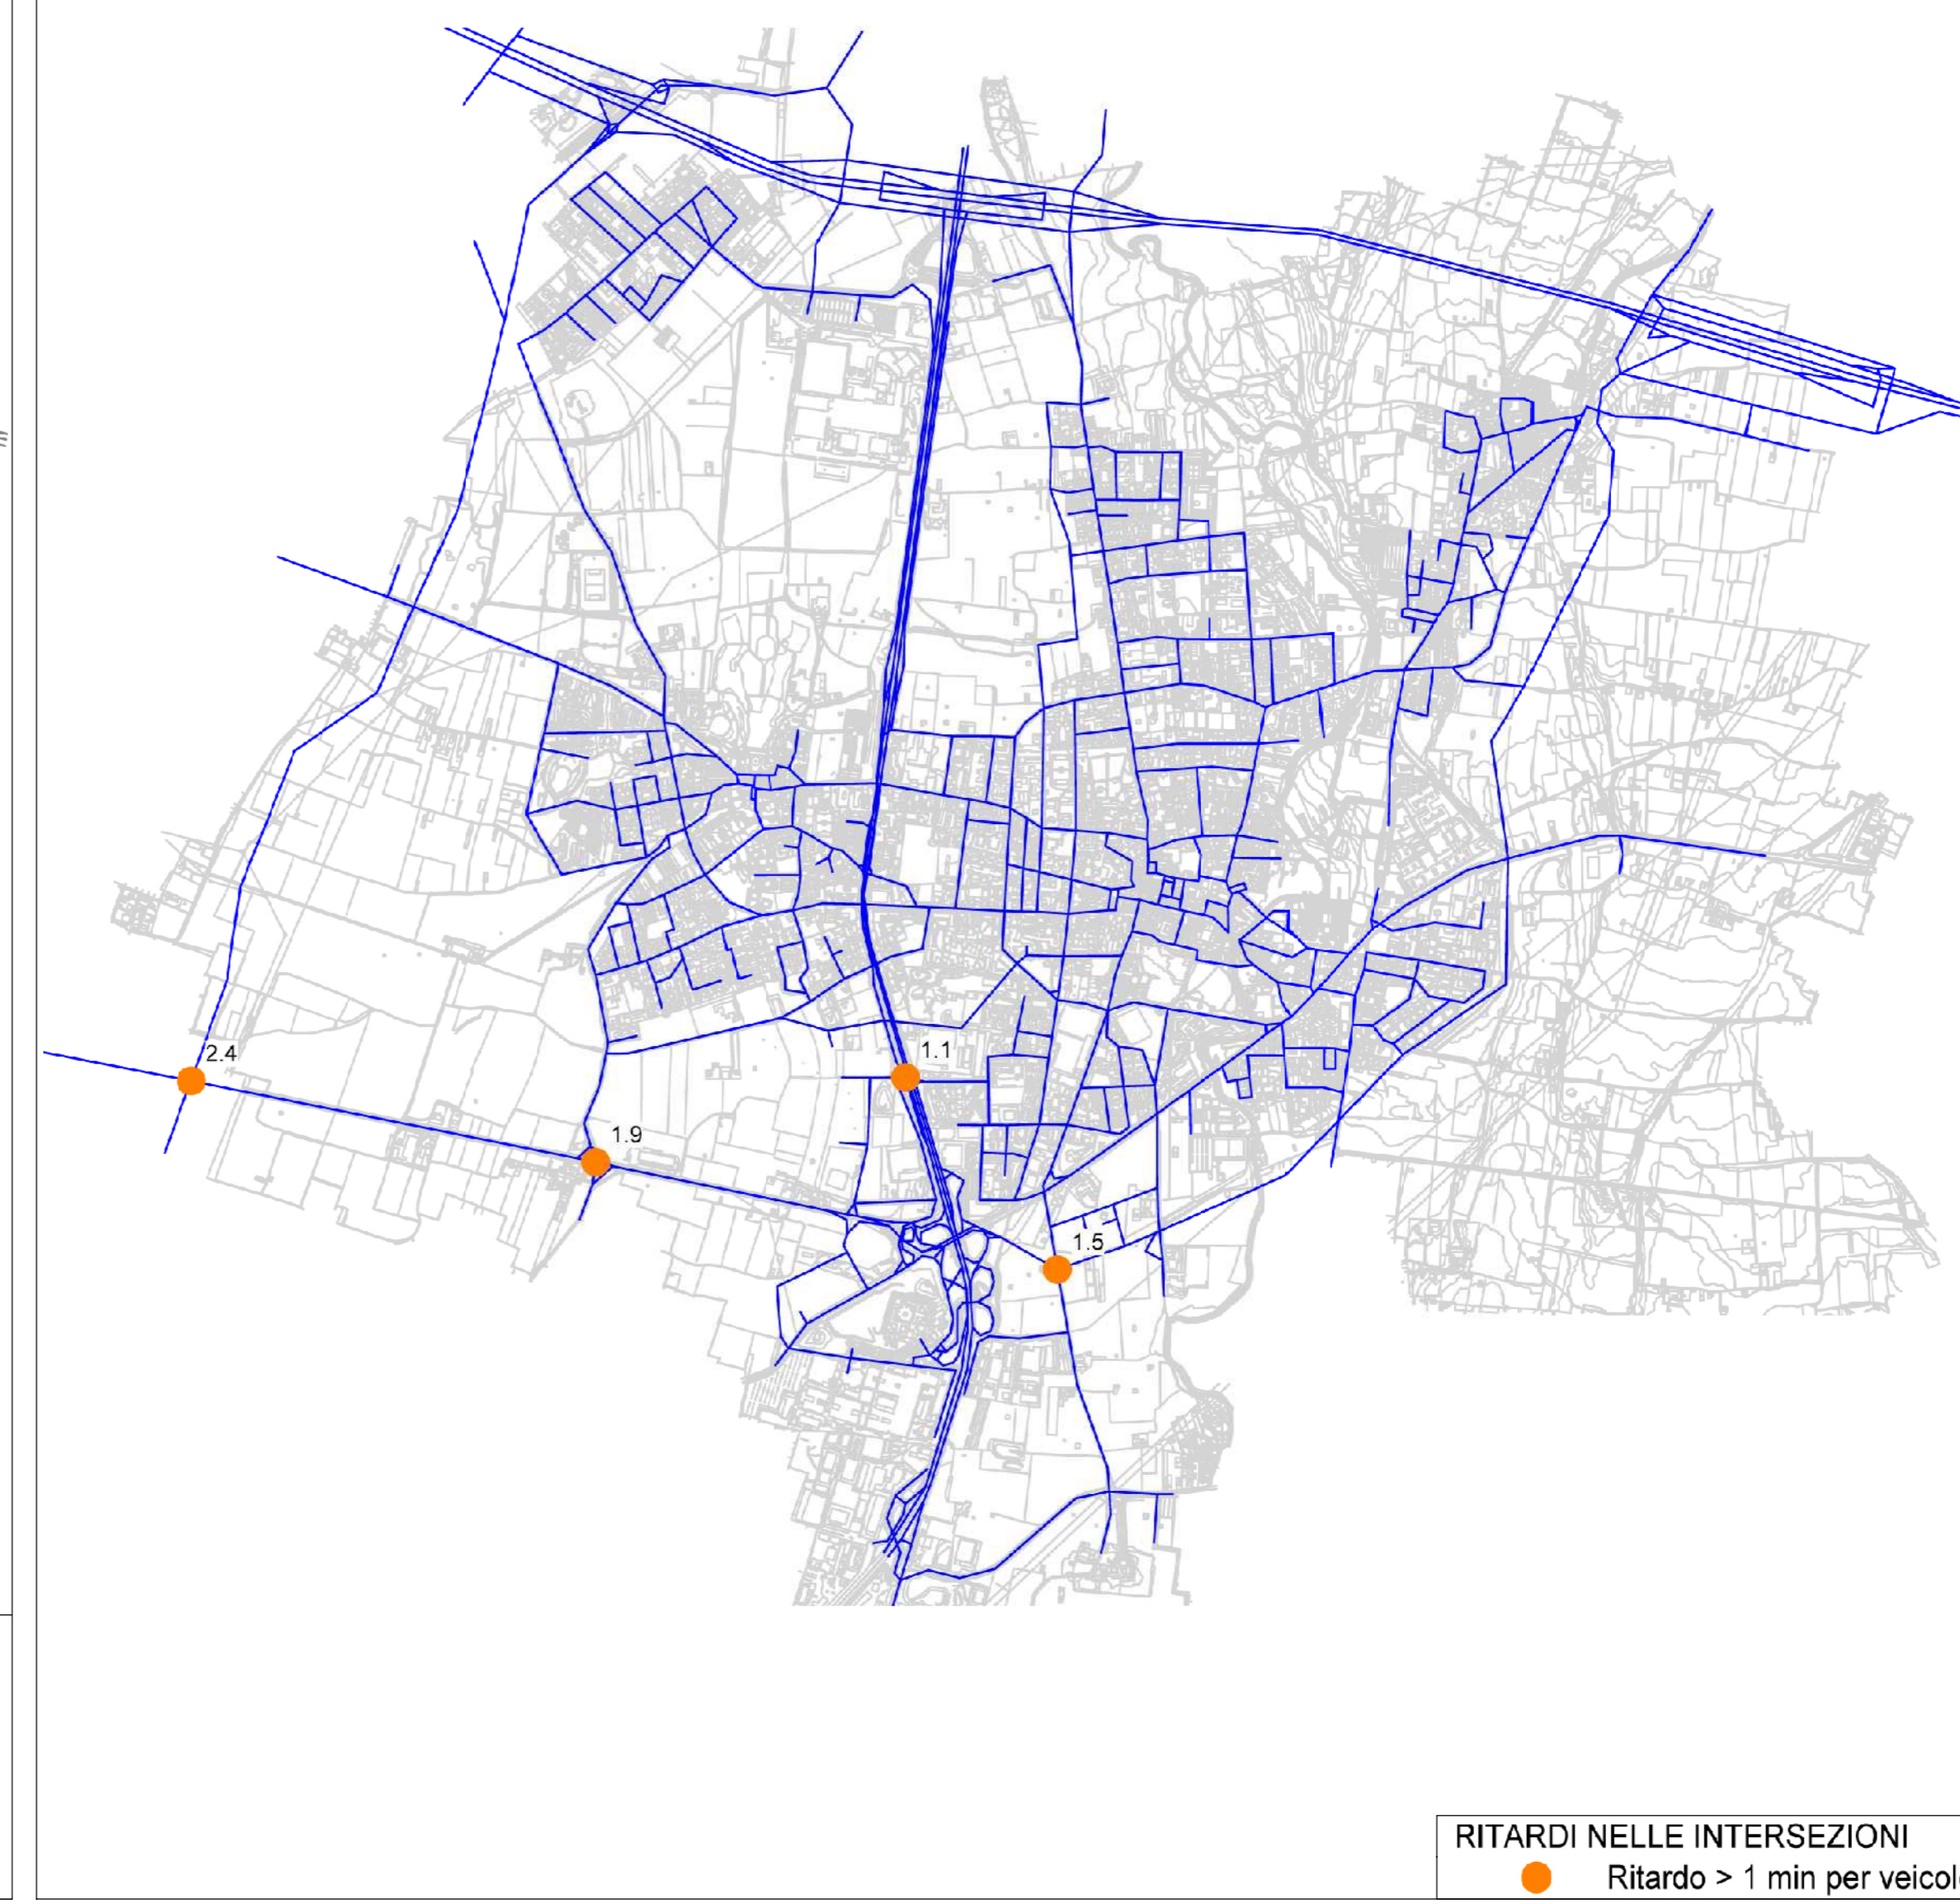 1.1
2.4
1.9
1.5
RITARDI NELLE INTERSEZIONI
Ritardo > 1 min per veicol